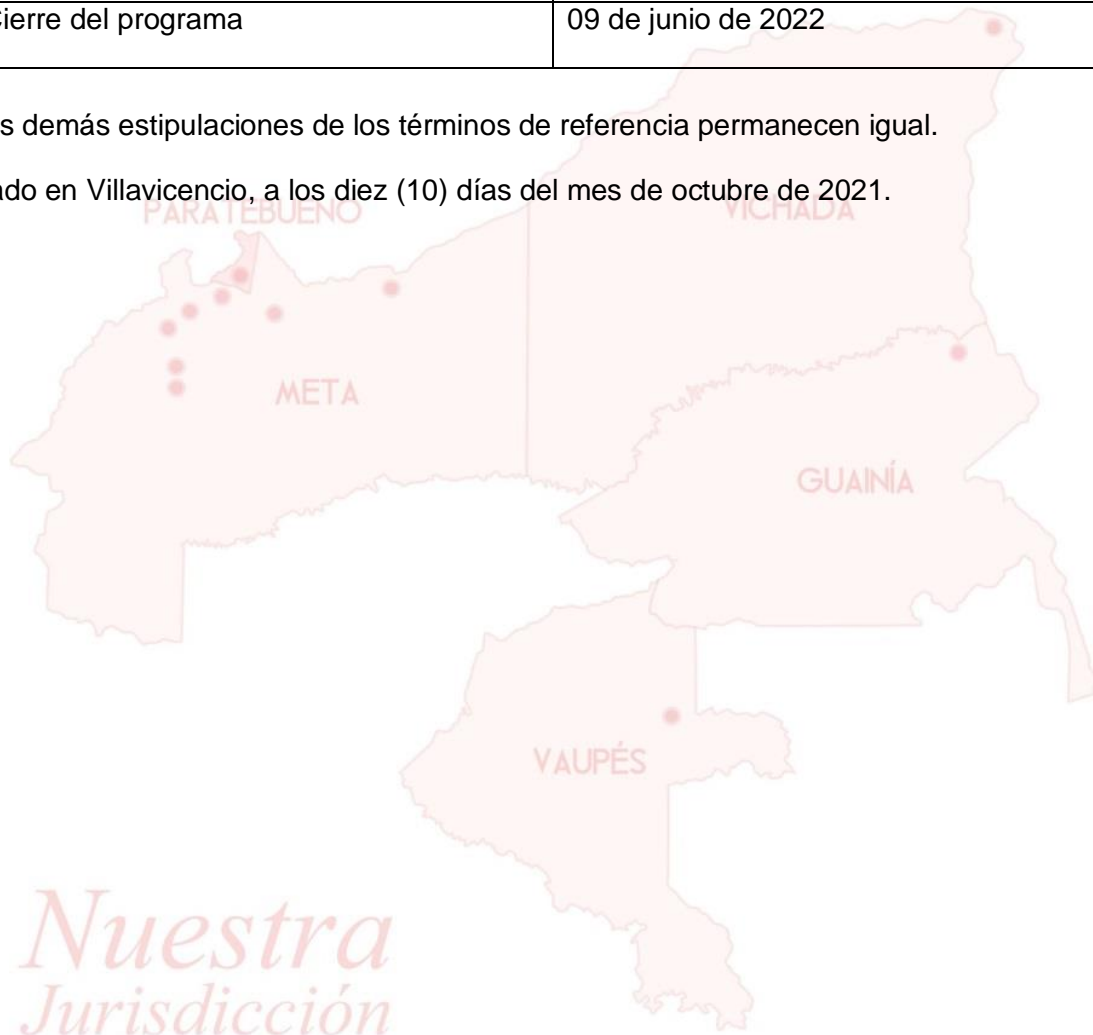 ierre del programa 09 de junio de 2022
s demás estipulaciones de los términos de referencia permanecen igual.
ado en Villavicencio, a los diez (10) días del mes de octubre de 2021.
PARATEBUENO
VICHADA
META
GUAINÍA
VAUPÉS
Nuestra
Jurisdicción